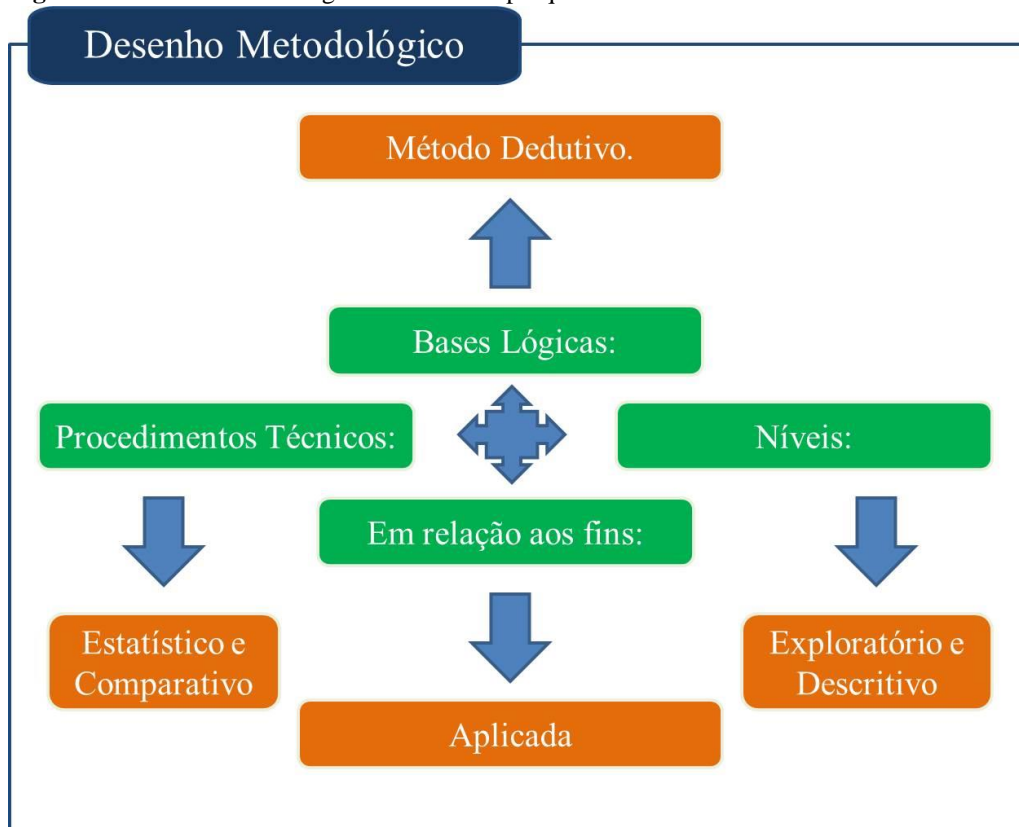 Desenho Metodológico
Método Dedutivo.
Bases Lógicas:
Procedimentos Técnicos:
Níveis:
Em relação aos fins:
Estatístico e
Comparativo
Exploratório e
Descritivo
Aplicada